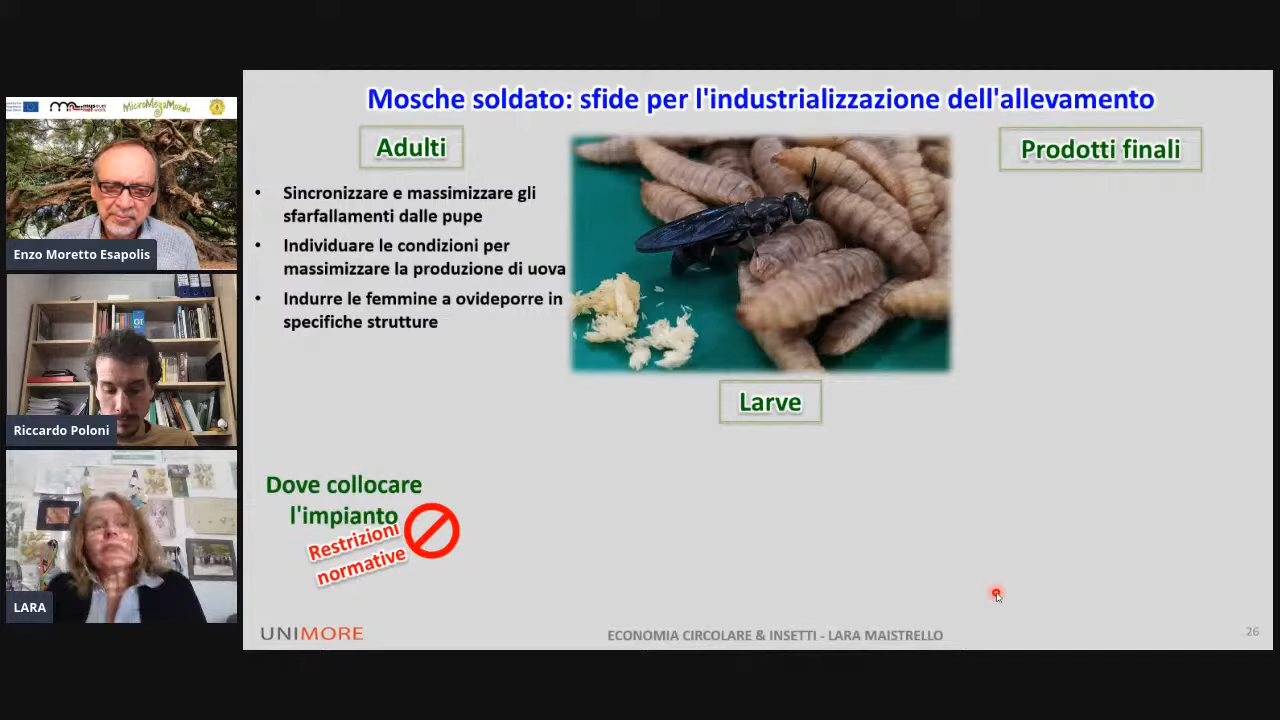 MicroMegaMondo
Enzo Moretto Esapolis
Riccardo Poloni
LARA
Mosche soldato: sfide per l'industrializzazione dell'allevamento
Adulti
• Sincronizzare e massimizzare gli
sfarfallamenti dalle pupe
• Individuare le condizioni per
massimizzare la produzione di uova
• Indurre le femmine a ovideporre in
specifiche strutture
Prodotti finali
Larve
Dove collocare
l'impianto
Restrizioni
normative
UNIMORE
ECONOMIA CIRCOLARE & INSETTI - LARA MAISTRELLO
26